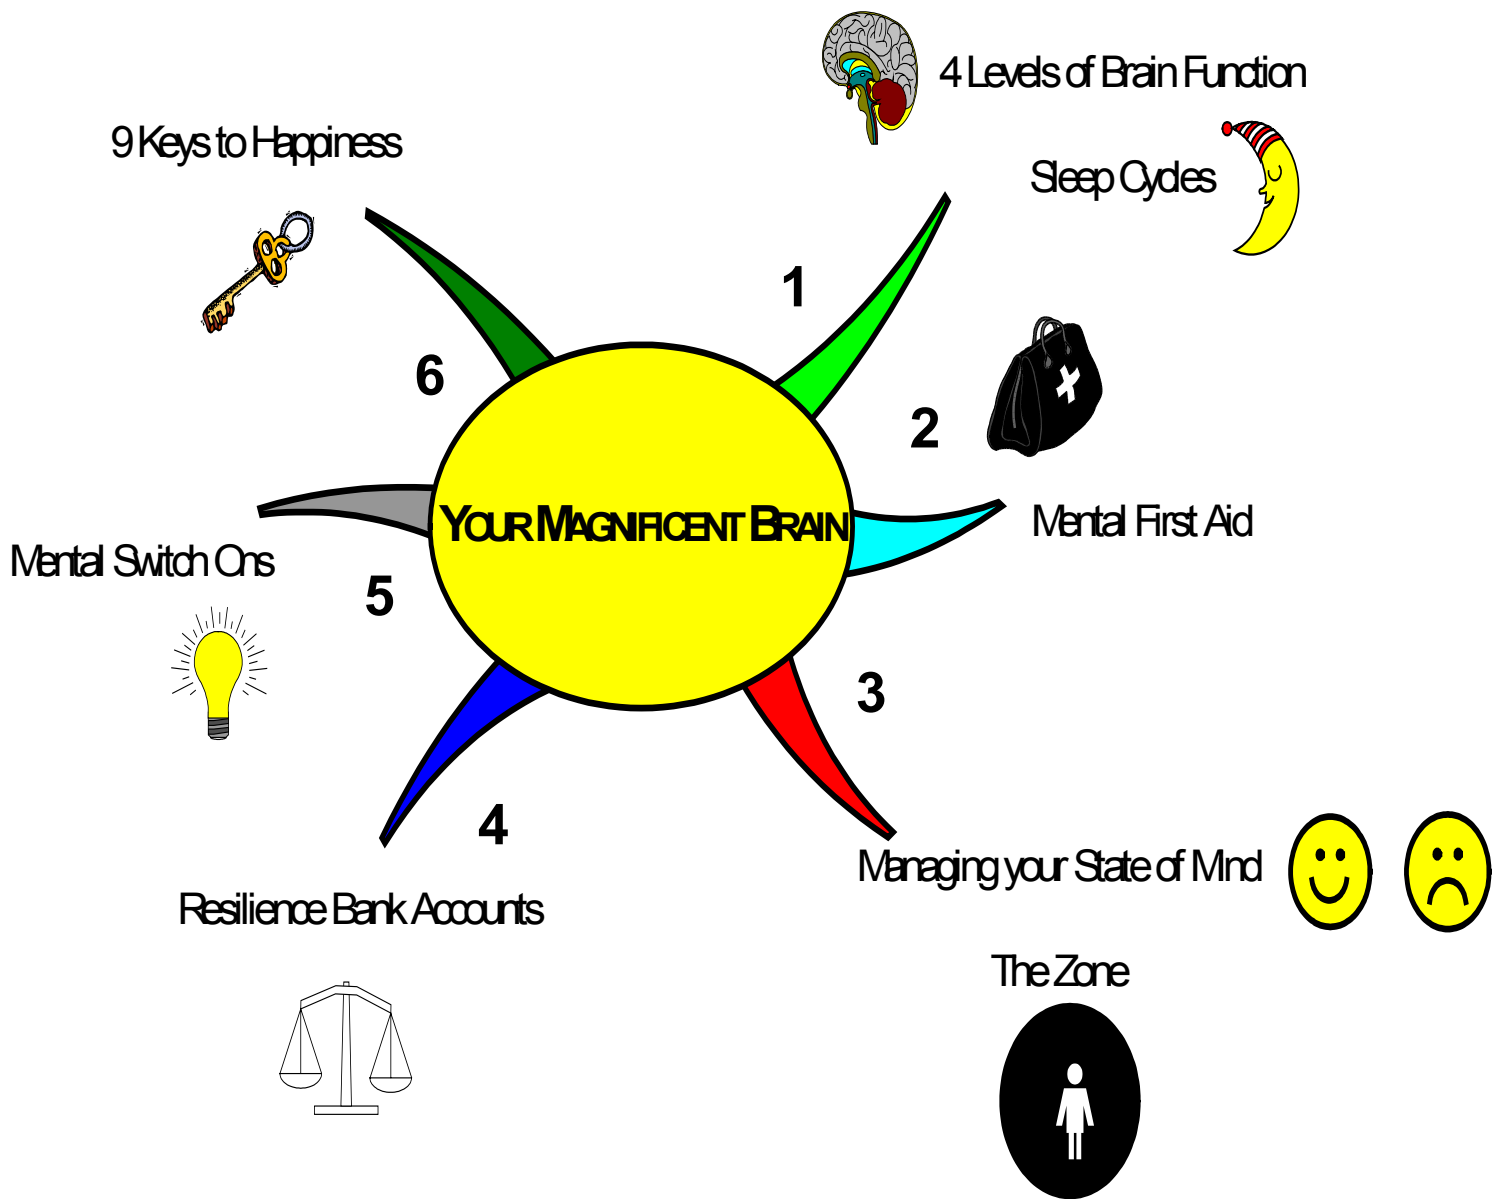 4 Levels of Brain Function
Sleep Cycles
1
2
Mental First Aid
3
Managing your State of Mind
The Zone
4
Resilience Bank Accounts
5
Mental Switch Ons
6
9 Keys to Happiness
YOUR MAGNIFICENT BRAIN